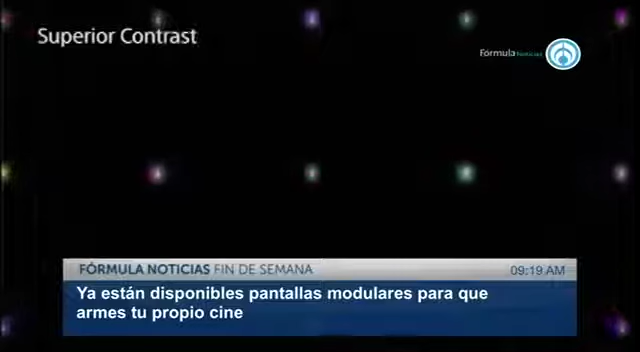 Superior Contrast
Fórmula Noticias
FÓRMULA NOTICIAS FIN DE SEMANA
09:19 AM
Ya están disponibles pantallas modulares para que
armes tu propio cine